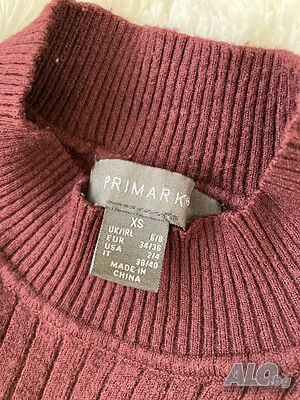 PRIMARK®
XS
UK/IRL 6/8
EUR 34/36
USA 2/4
IT 38/40
MADE IN
CHINA
ALO.bg